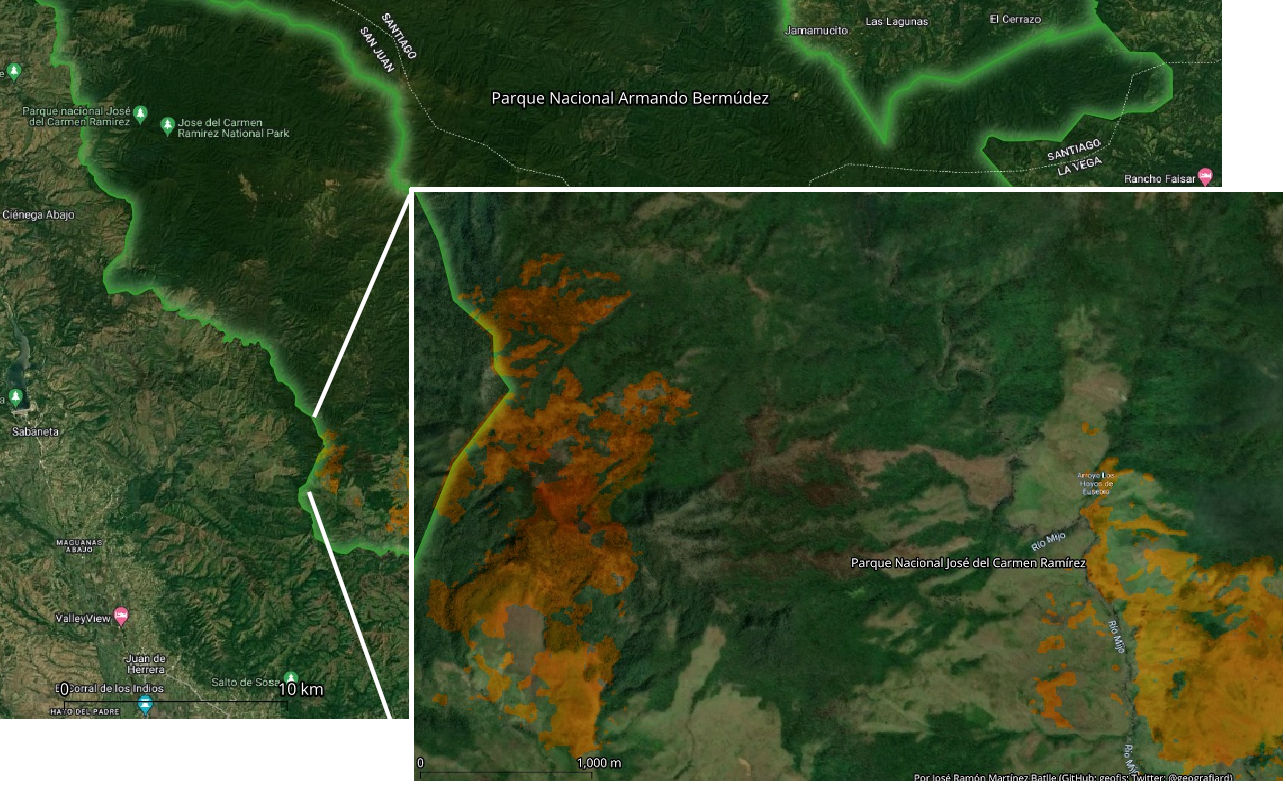 SANTIAGO
SAN JUAN
Jamamucito
Las Lagunas
El Cerrazo
Parque nacional José
del Carmen Ramirez
Jose del Carmen
Ramirez National Park
Parque Nacional Armando Bermúdez
SANTIAGO
LA VEGA
Rancho Faisar
Ciénega Abajo
Sabaneta
MAGUANAS
ABAJO
ValleyView
Juan de
Herrera
Corral de los Indios
Salto de Sosa
0
10 km
HATO DEL PADRE
Arroyo Los
Hoyos de
Eusebio
Río Mijo
Parque Nacional José del Carmen Ramírez
Río Mijo
Río Mijo
0
1,000 m
Por José Ramón Martínez Batlle (GitHub: geofis; Twitter: @geografiard)